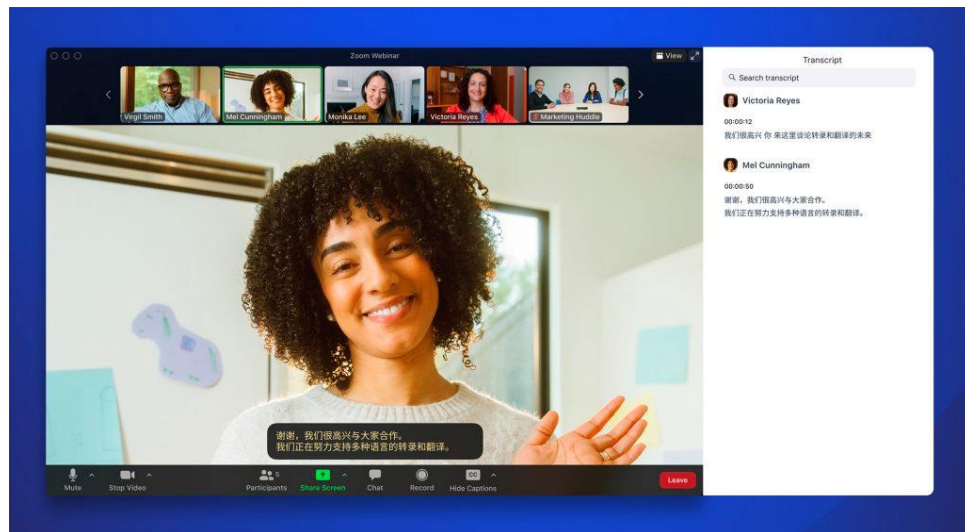 Zoom Webinar
View
Virgil Smith
Mel Cunningham
Monika Lee
Victoria Reyes
Marketing Huddle
谢谢，我们很高兴与大家合作。
我们正在努力支持多种语言的转录和翻译。
Mute
Stop Video
5
Participants
Share Screen
Chat
Record
CC
Hide Captions
Leave
Transcript
Search transcript
Victoria Reyes
00:00:12
我们很高兴 你 来这里谈论转录和翻译的未来
Mel Cunningham
00:00:50
谢谢，我们很高兴与大家合作。
我们正在努力支持多种语言的转录和翻译。